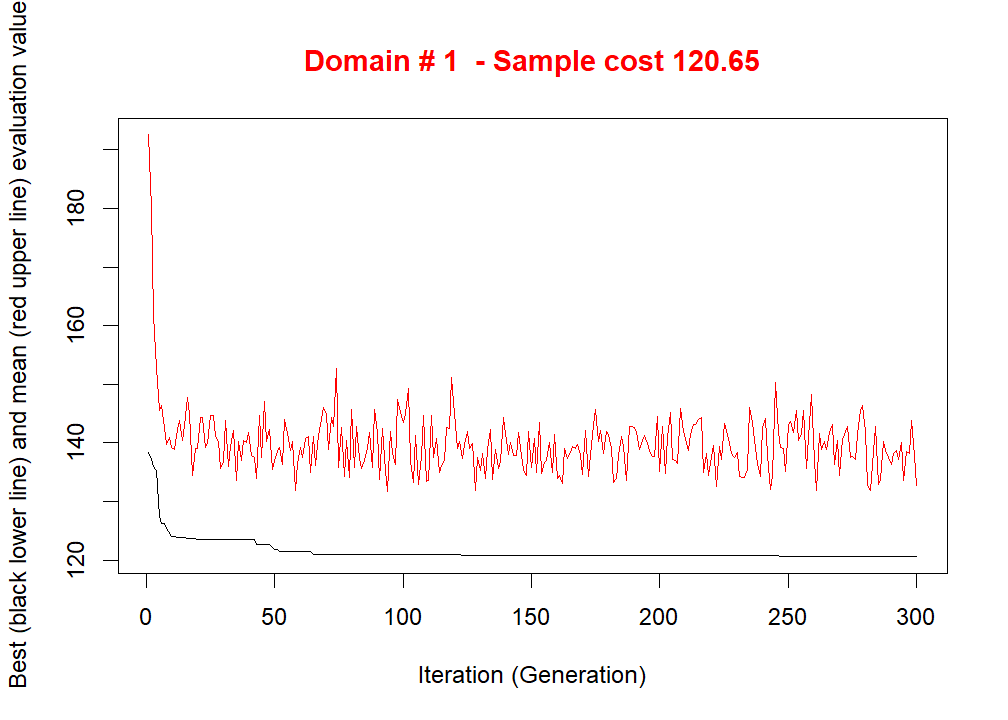 Domain # 1  - Sample cost 120.65
Best (black lower line) and mean (red upper line) evaluation value
180
160
140
120
0 50 100 150 200 250 300
Iteration (Generation)